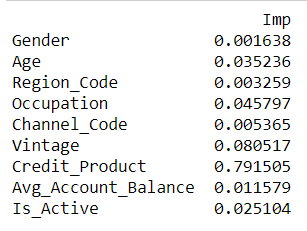 Imp
Gender 0.001638
Age 0.035236
Region_Code 0.003259
Occupation 0.045797
Channel_Code 0.005365
Vintage 0.080517
Credit_Product 0.791505
Avg_Account_Balance 0.011579
Is_Active 0.025104